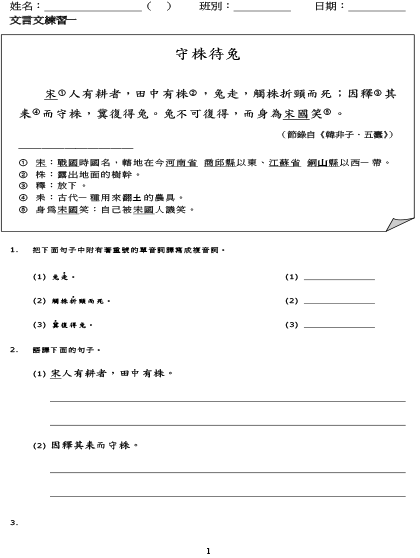 姓名：________________（　）　班別：__________　日期：______________
文言文練習一
守株待兔
宋①人有耕者，田中有株②，兔走，觸株折頸而死；因釋③其
耒④而守株，冀復得兔。兔不可復得，而身為宋國笑⑤。
（節錄自《韓非子．五蠹》）
① 宋：戰國時國名，轄地在今河南省 商邱縣以東、江蘇省 銅山縣以西一帶。
② 株：露出地面的樹幹。
③ 釋：放下。
④ 耒：古代一種用來翻土的農具。
⑤ 身為宋國笑：自己被宋國人譏笑。
1. 把下面句子中附有着重號的單音詞譯寫成複音詞。
(1) 兔走。 (1) ______________
(2) 觸株折頸而死。 (2) ______________
(3) 冀復得兔。 (3) ______________
2. 語譯下面的句子。
(1) 宋人有耕者，田中有株。
(2) 因釋其耒而守株。
3.
1